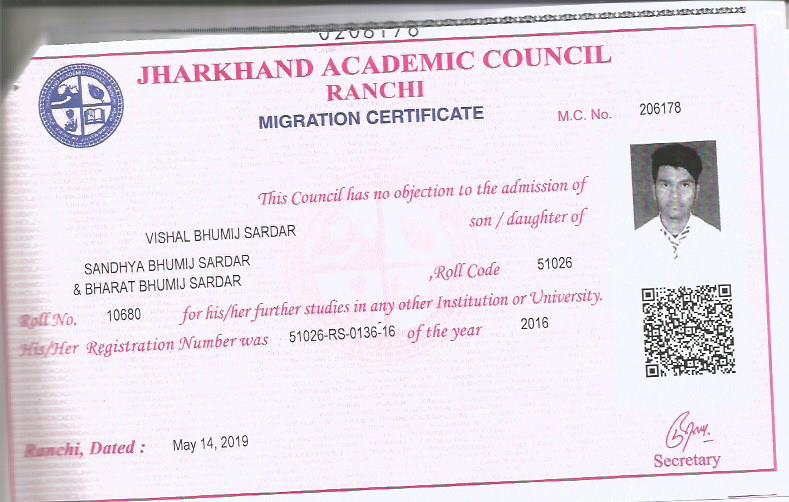 0206178
JHARKHAND ACADEMIC COUNCIL
RANCHI
MIGRATION CERTIFICATE
M.C. No. 206178
This Council has no objection to the admission of
VISHAL BHUMIJ SARDAR son / daughter of
SANDHYA BHUMIJ SARDAR
& BHARAT BHUMIJ SARDAR ,Roll Code 51026
Roll No. 10680 for his/her further studies in any other Institution or University.
His/Her Registration Number was 51026-RS-0136-16 of the year 2016
Ranchi, Dated : May 14, 2019
Secretary